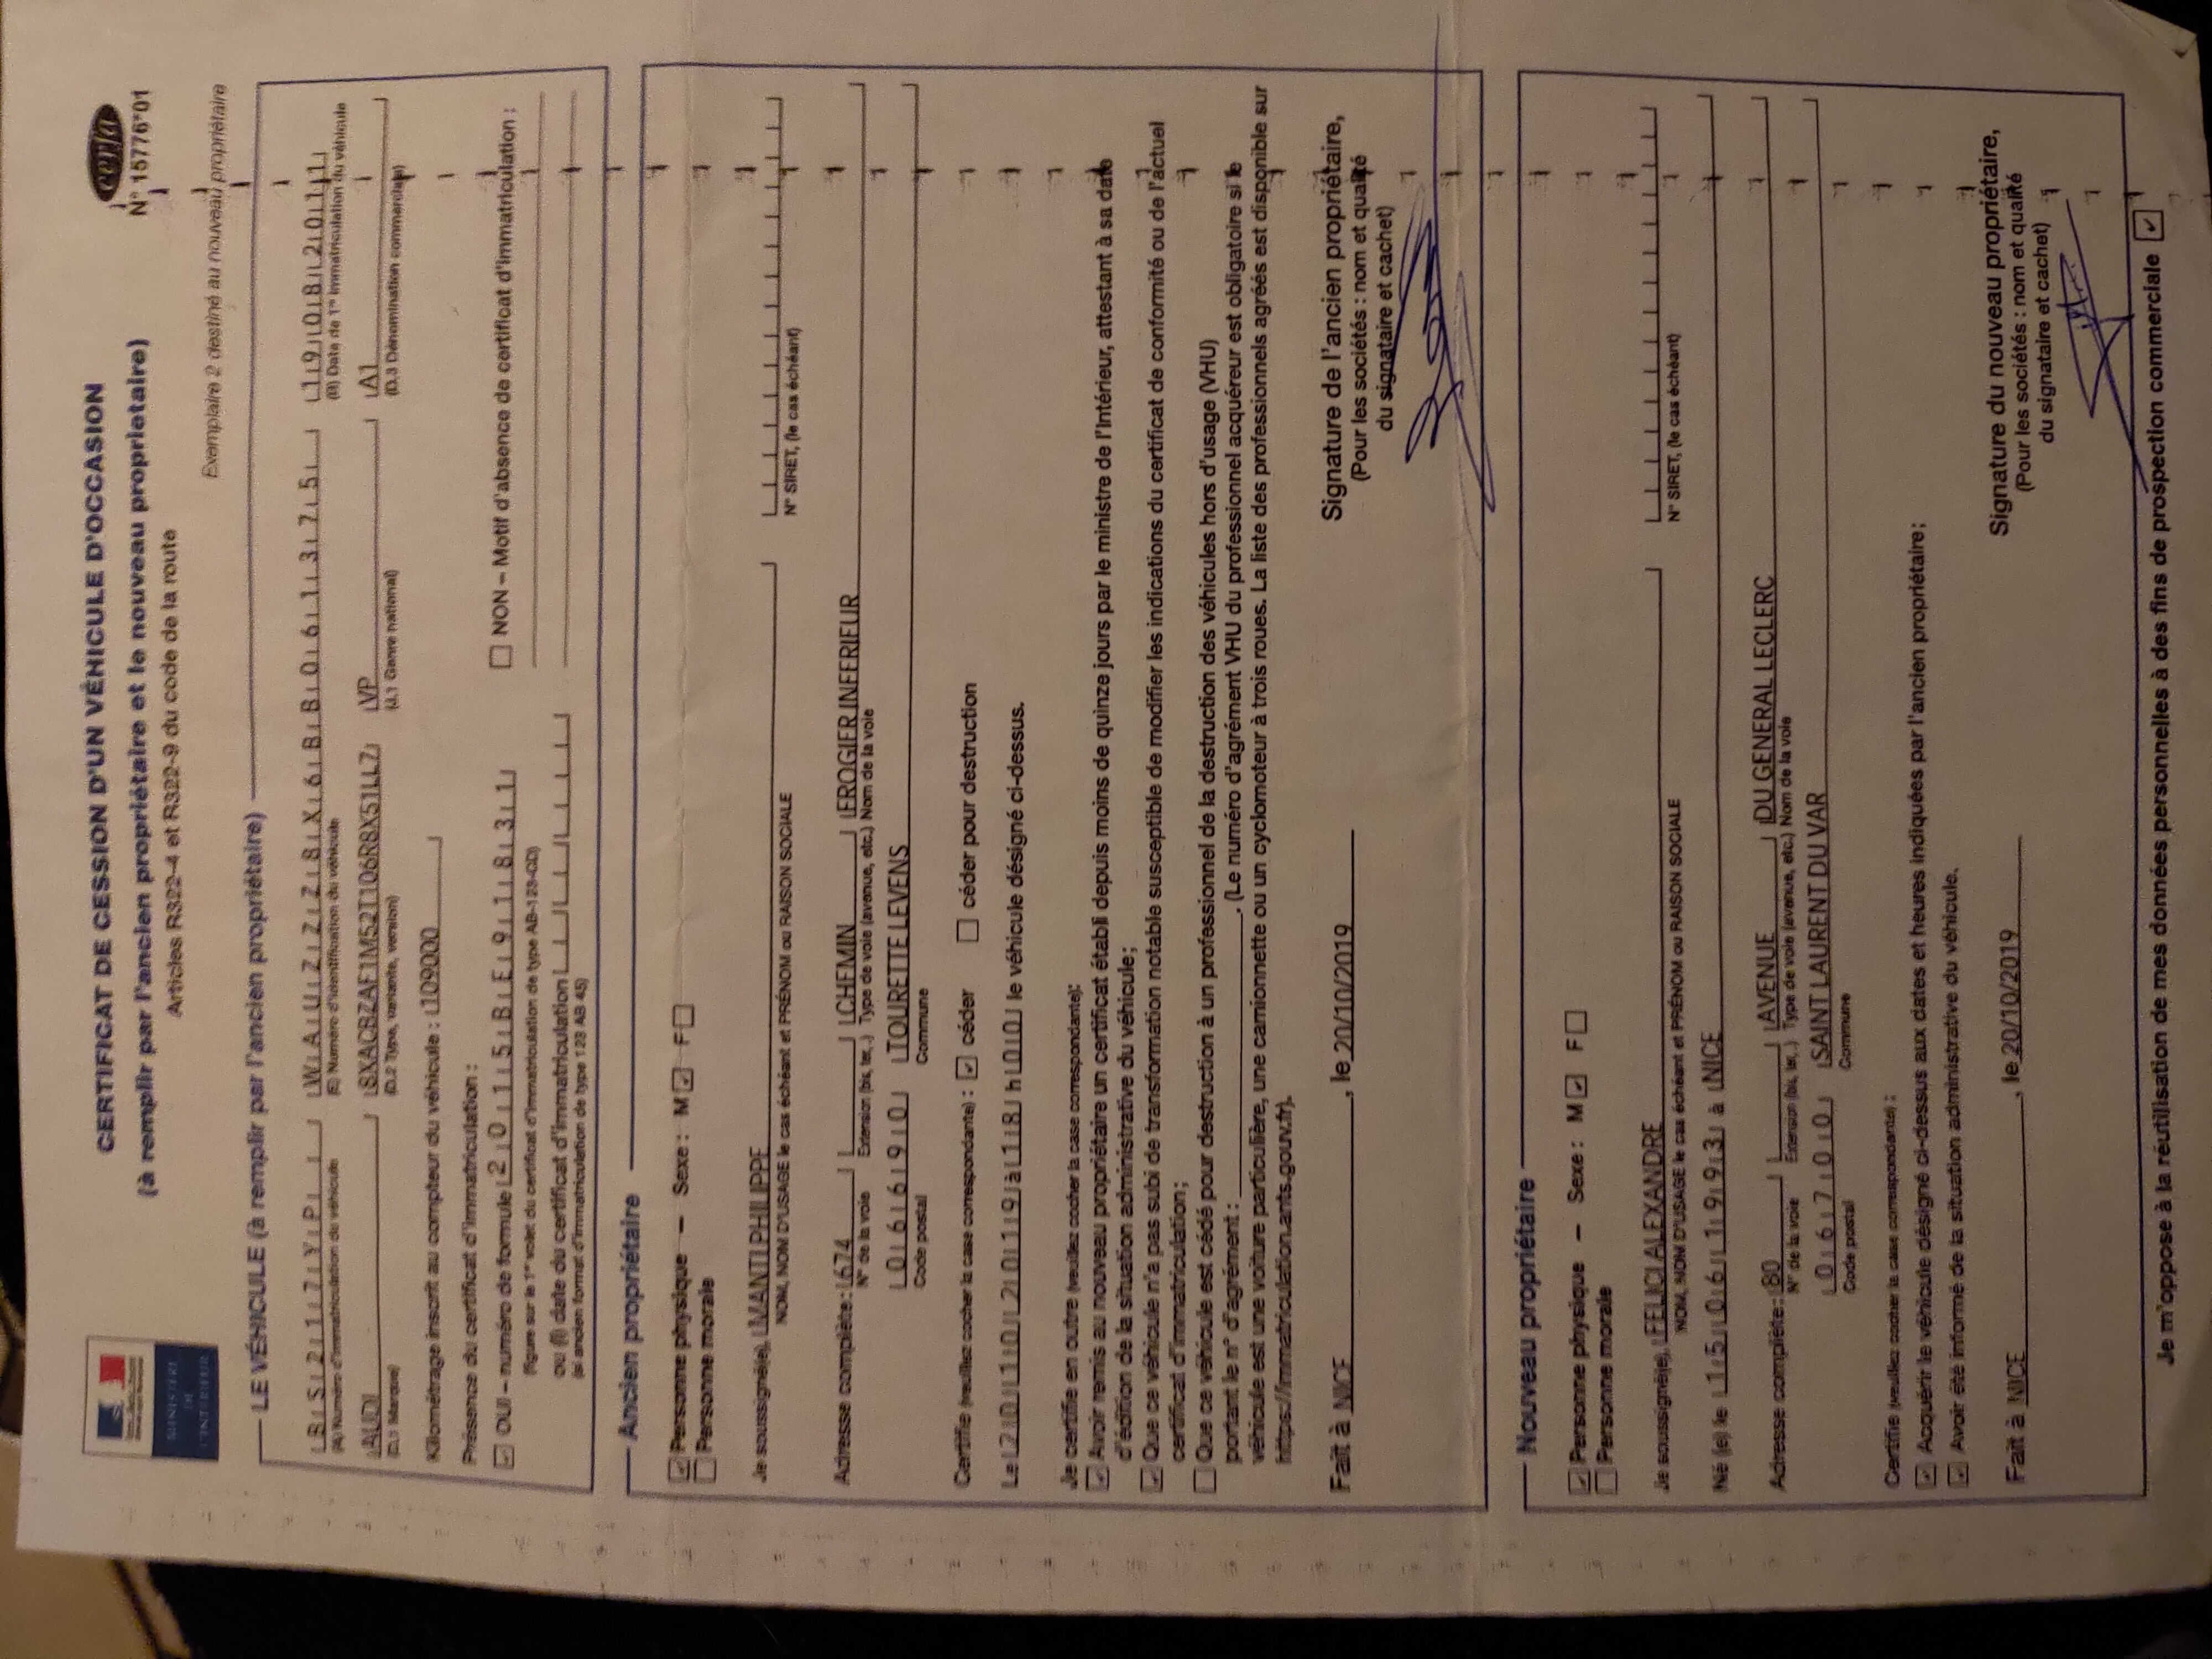 MINISTÈRE
DE
L'INTÉRIEUR
CERTIFICAT DE CESSION D'UN VÉHICULE D'OCCASION
(à remplir par l'ancien propriétaire et le nouveau propriétaire)
Articles R322-4 et R322-9 du code de la route
cerfa
N° 15776*01
Exemplaire 2 destiné au nouveau propriétaire
LE VÉHICULE (à remplir par l'ancien propriétaire)
BS217YP WAUZZZ8X6BB061375 19082011
(A) Numéro d'immatriculation du véhicule (E) Numéro d'identification du véhicule (B) Date de 1re immatriculation du véhicule
AUDI VP A1
(D.1 Marque) (D.2 Type, variante, version) (J.1 Genre national) (D.3 Dénomination commerciale)
Kilométrage inscrit au compteur du véhicule : 109000
Présence du certificat d'immatriculation :
OUI – numéro de formule 2015BE91831 NON – Motif d'absence de certificat d'immatriculation :
(figure sur le 1er volet du certificat d'immatriculation de type AB-123-CD)
ou (I) date du certificat d'immatriculation
(si ancien format d'immatriculation de type 123 AB 45)
Ancien propriétaire
Personne physique – Sexe : M F
Personne morale
Je soussigné(e), MANTI PHILIPPE
NOM, NOM D'USAGE le cas échéant et PRÉNOM ou RAISON SOCIALE N° SIRET, (le cas échéant)
Adresse complète : 674 CHEMIN FROGIER INFERIEUR
N° de la voie Extension (bis, ter, .) Type de voie (avenue, etc.) Nom de la voie
06690 TOURETTE LEVENS
Code postal Commune
Certifie (veuillez cocher la case correspondante) : céder céder pour destruction
Le 20102019 à 18 h 00 le véhicule désigné ci-dessus.
Je certifie en outre (veuillez cocher la case correspondante):
Avoir remis au nouveau propriétaire un certificat établi depuis moins de quinze jours par le ministre de l'Intérieur, attestant à sa date
d'édition de la situation administrative du véhicule ;
Que ce véhicule n'a pas subi de transformation notable susceptible de modifier les indications du certificat de conformité ou de l'actuel
certificat d'immatriculation ;
Que ce véhicule est cédé pour destruction à un professionnel de la destruction des véhicules hors d'usage (VHU)
portant le n° d'agrément : . (Le numéro d'agrément VHU du professionnel acquéreur est obligatoire si le
véhicule est une voiture particulière, une camionnette ou un cyclomoteur à trois roues. La liste des professionnels agréés est disponible sur
https://immatriculation.ants.gouv.fr).
Fait à NICE , le 20/10/2019
Signature de l'ancien propriétaire,
(Pour les sociétés : nom et qualité
du signataire et cachet)
Nouveau propriétaire
Personne physique – Sexe : M F
Personne morale
Je soussigné(e), FELICI ALEXANDRE
NOM, NOM D'USAGE le cas échéant et PRÉNOM ou RAISON SOCIALE N° SIRET, (le cas échéant)
Né (e) le 15061993 à NICE
Adresse complète : 80 AVENUE DU GENERAL LECLERC
N° de la voie Extension (bis, ter, .) Type de voie (avenue, etc.) Nom de la voie
06700 SAINT LAURENT DU VAR
Code postal Commune
Certifie (veuillez cocher la case correspondante) :
Acquérir le véhicule désigné ci-dessus aux dates et heures indiquées par l'ancien propriétaire ;
Avoir été informé de la situation administrative du véhicule.
Fait à NICE , le 20/10/2019
Signature du nouveau propriétaire,
(Pour les sociétés : nom et qualité
du signataire et cachet)
Je m'oppose à la réutilisation de mes données personnelles à des fins de prospection commerciale